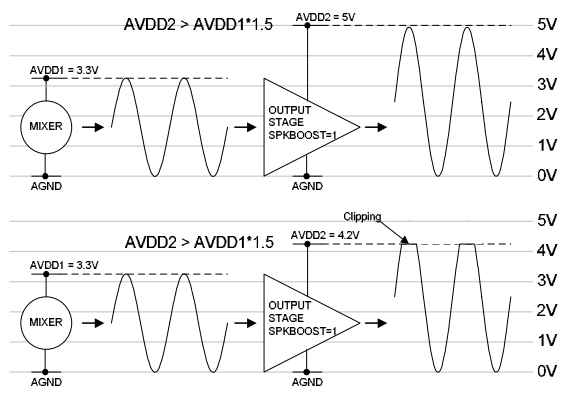 AVDD2 > AVDD1*1.5
AVDD2 = 5V
5V
4V
AVDD1 = 3.3V
3V
MIXER
OUTPUT
STAGE
SPKBOOST=1
2V
1V
0V
AGND
AGND
Clipping
5V
AVDD2 > AVDD1*1.5
AVDD2 = 4.2V
4V
AVDD1 = 3.3V
3V
MIXER
OUTPUT
STAGE
SPKBOOST=1
2V
1V
0V
AGND
AGND